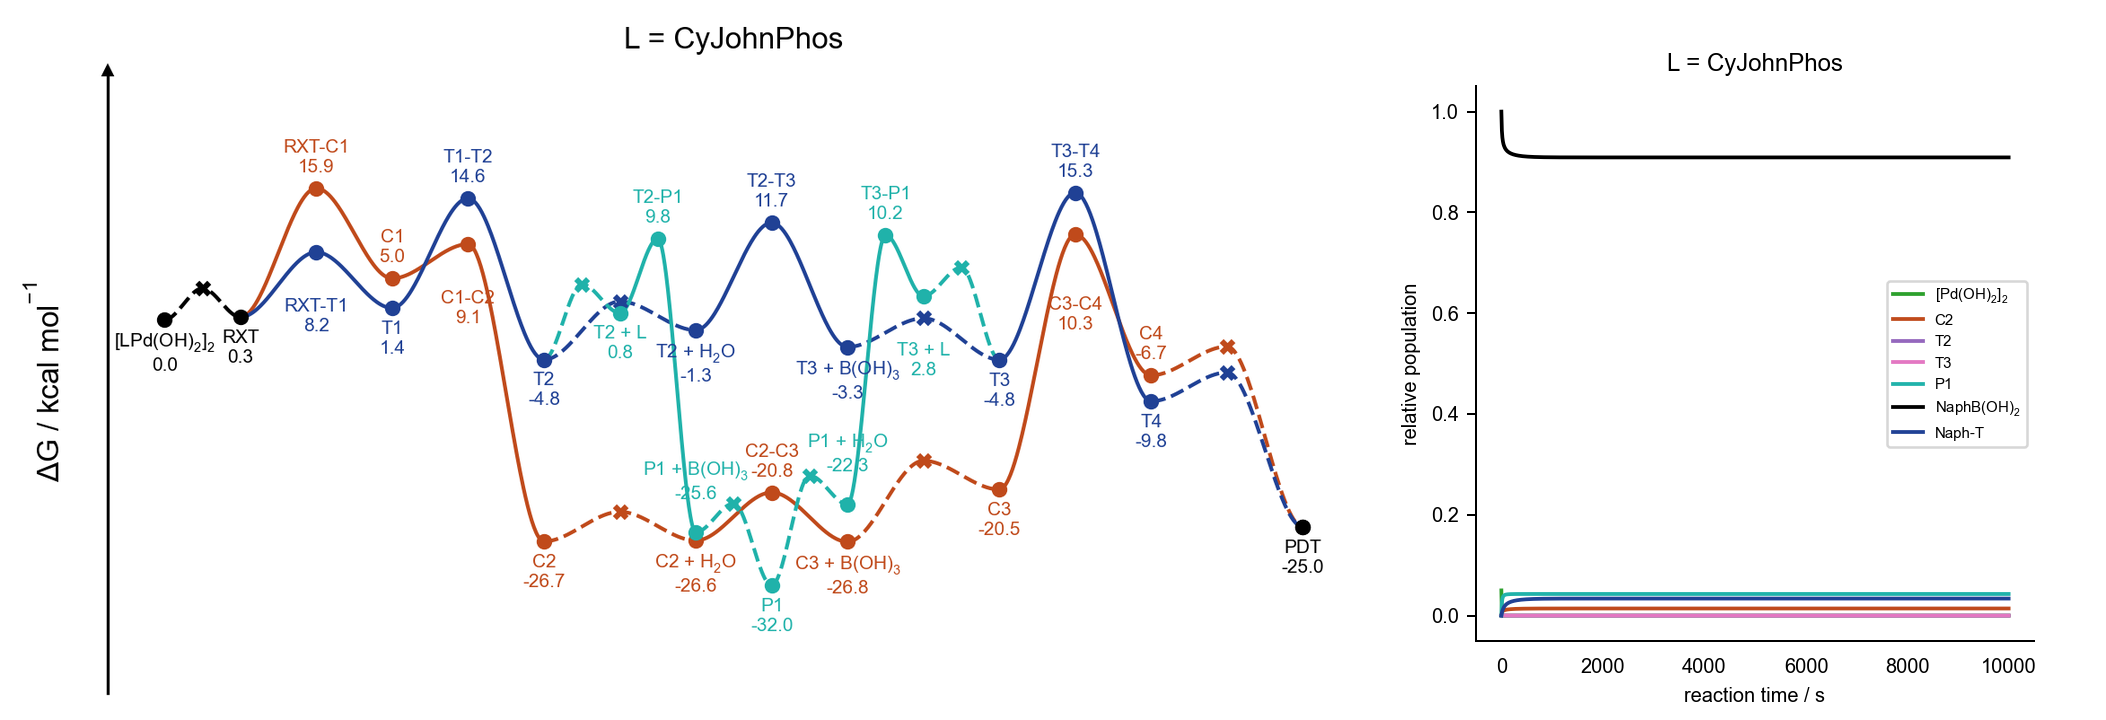 L = CyJohnPhos
ΔG / kcal mol⁻¹
[LPd(OH)₂]₂
0.0
RXT
0.3
RXT-C1
15.9
RXT-T1
8.2
C1
5.0
T1
1.4
T1-T2
14.6
C1-C2
9.1
T2
-4.8
C2
-26.7
T2 + L
0.8
T2-P1
9.8
T2 + H₂O
-1.3
P1 + B(OH)₃
-25.6
C2 + H₂O
-26.6
T2-T3
11.7
C2-C3
-20.8
P1
-32.0
P1 + H₂O
-22.3
T3 + B(OH)₃
-3.3
C3 + B(OH)₃
-26.8
T3-P1
10.2
T3 + L
2.8
T3
-4.8
C3
-20.5
T3-T4
15.3
C3-C4
10.3
C4
-6.7
T4
-9.8
PDT
-25.0
L = CyJohnPhos
relative population
1.0
0.8
0.6
0.4
0.2
0.0
0 2000 4000 6000 8000 10000
reaction time / s
[Pd(OH)₂]₂
C2
T2
T3
P1
NaphB(OH)₂
Naph-T